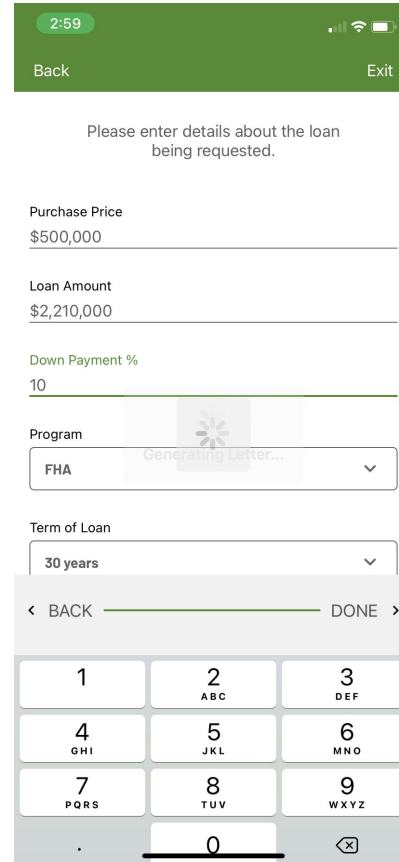 2:59
Back Exit
Please enter details about the loan
being requested.
Purchase Price
$500,000
Loan Amount
$2,210,000
Down Payment %
10
Program
Generating Letter...
FHA
Term of Loan
30 years
BACK DONE
1 2 3
ABC DEF
4 5 6
GHI JKL MNO
7 8 9
PQRS TUV WXYZ
. 0